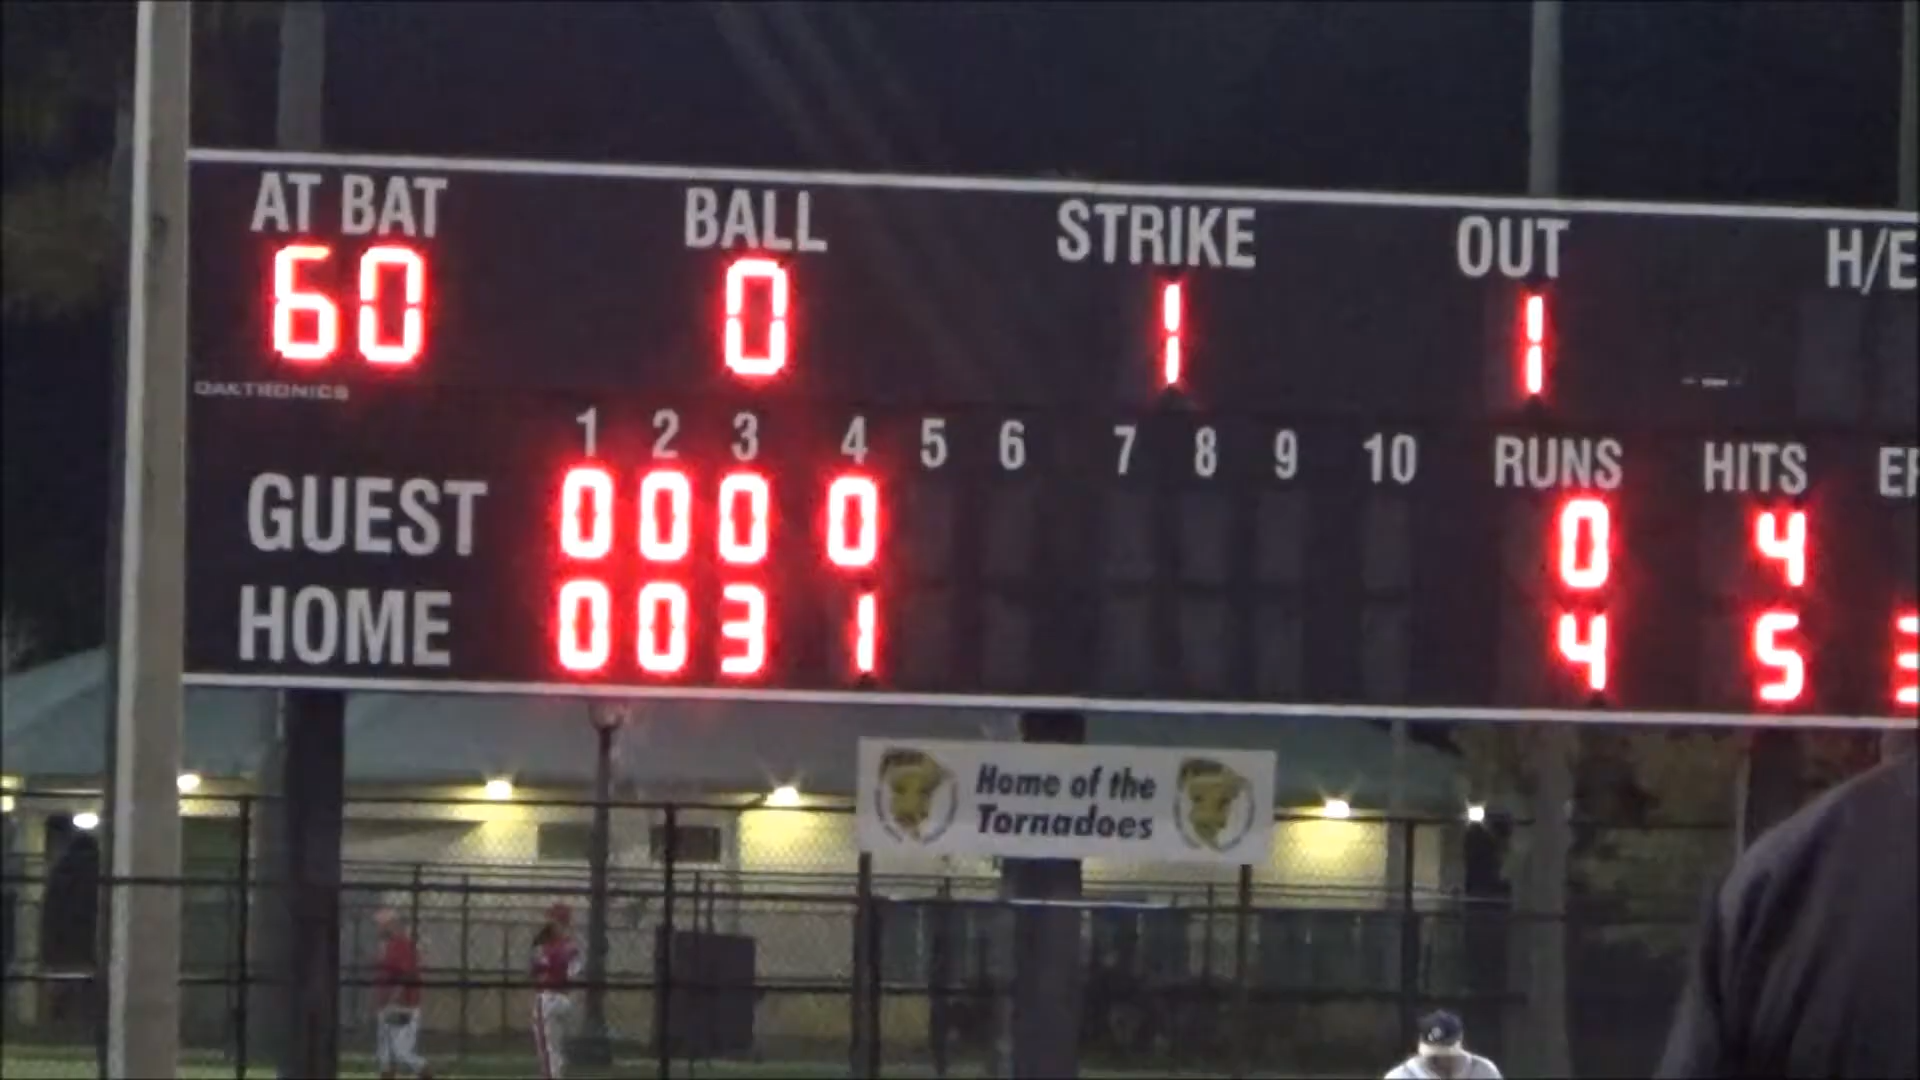 AT BAT BALL STRIKE OUT H/E
60 0 1 1
DAKTRONICS
1 2 3 4 5 6 7 8 9 10 RUNS HITS
GUEST 0 0 0 0 0 4
HOME 0 0 3 1 4 5 3
Home of the
Tornadoes